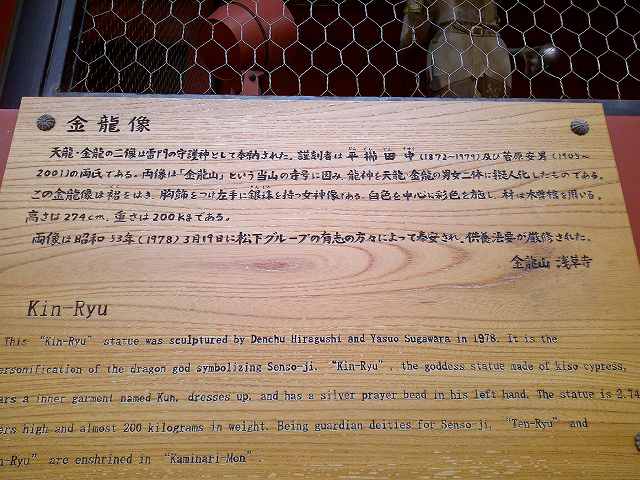 金龍像
天龍・金龍の二像は雷門の守護神として奉納された。謹刻者は平櫛田中(1872~1979)及び菅原安男(1905~
2001)の両氏である。両像は「金龍山」という当山の寺号に因み、龍神を天龍・金龍の男女二体に擬人化したものである。
この金龍像は裙をはき、胸飾をつけ左手に銀珠を持つ女神像である。白色を中心に彩色を施し、材は木曽桧を用いる。
高さは274cm、重さは200kgである。
両像は昭和53年(1978)3月19日に松下グループの有志の方々によって奉安され、供養法要が厳修された。
金龍山 浅草寺
Kin-Ryu
This "Kin-Ryu" statue was sculptured by Denchu Hiragushi and Yasuo Sugawara in 1978. It is the
ersonification of the dragon god symbolizing Senso-ji. "Kin-Ryu", the goddess statue made of kiso cypress,
ars a inner garment named Kun, dresses up, and has a silver prayer bead in his left hand. The statue is 2.74
ers high and almost 200 kilograms in weight. Being guardian deities for Senso-ji, "Ten-Ryu" and
n-Ryu" are enshrined in "Kaminari-Mon".